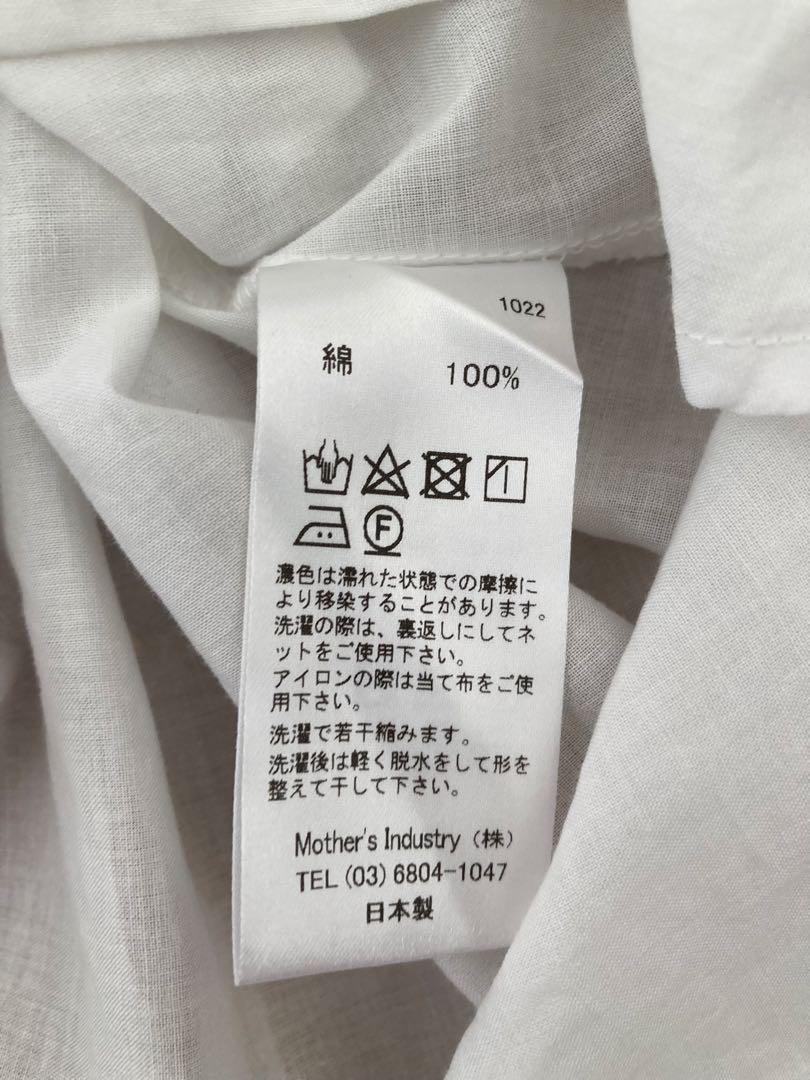 1022
綿 100%
F
濃色は濡れた状態での摩擦に
より移染することがあります。
洗濯の際は、裏返しにしてネ
ットをご使用下さい。
アイロンの際は当て布をご使
用下さい。
洗濯で若干縮みます。
洗濯後は軽く脱水をして形を
整えて干して下さい。
Mother's Industry（株）
TEL (03) 6804-1047
日本製